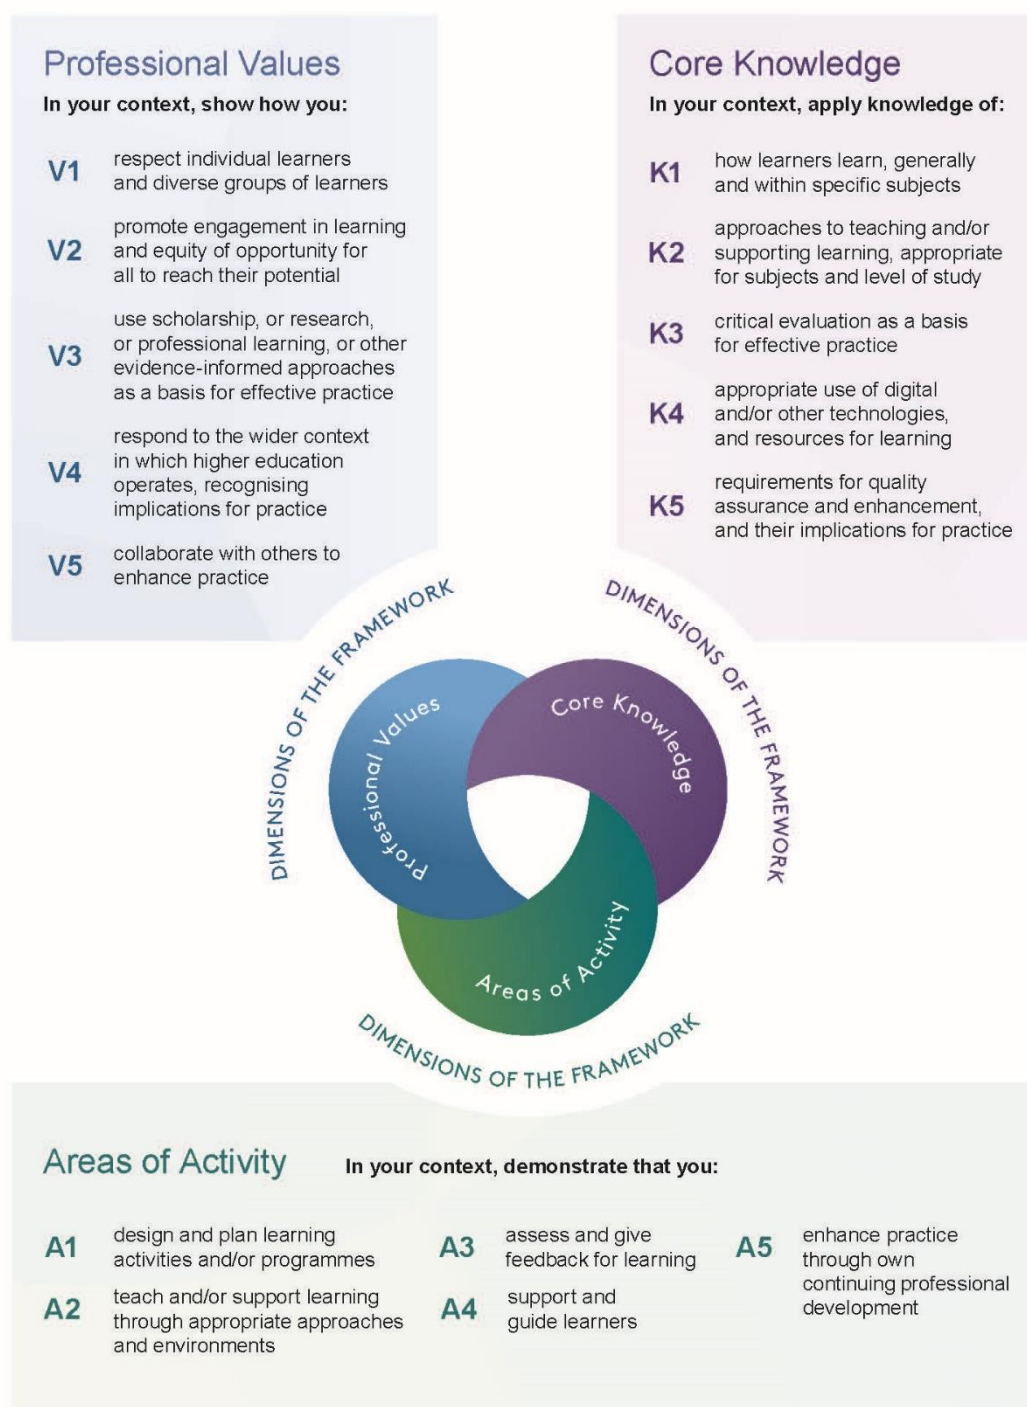 Professional Values
In your context, show how you:
V1
respect individual learners
and diverse groups of learners
V2
promote engagement in learning
and equity of opportunity for
all to reach their potential
V3
use scholarship, or research,
or professional learning, or other
evidence-informed approaches
as a basis for effective practice
V4
respond to the wider context
in which higher education
operates, recognising
implications for practice
V5
collaborate with others to
enhance practice
Core Knowledge
In your context, apply knowledge of:
K1
how learners learn, generally
and within specific subjects
K2
approaches to teaching and/or
supporting learning, appropriate
for subjects and level of study
K3
critical evaluation as a basis
for effective practice
K4
appropriate use of digital
and/or other technologies,
and resources for learning
K5
requirements for quality
assurance and enhancement,
and their implications for practice
DIMENSIONS OF THE FRAMEWORK
Professional Values
DIMENSIONS OF THE FRAMEWORK
Core Knowledge
Areas of Activity
DIMENSIONS OF THE FRAMEWORK
Areas of Activity
In your context, demonstrate that you:
A1
design and plan learning
activities and/or programmes
A2
teach and/or support learning
through appropriate approaches
and environments
A3
assess and give
feedback for learning
A4
support and
guide learners
A5
enhance practice
through own
continuing professional
development